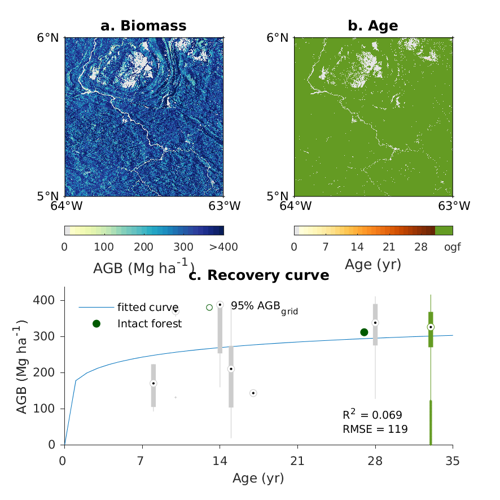 a. Biomass
b. Age
6°N
5°N
64°W
63°W
6°N
5°N
64°W
63°W
0
100
200
300
>400
AGB (Mg ha-1)
0
7
14
21
28
ogf
Age (yr)
c. Recovery curve
fitted curve
95% AGBgrid
Intact forest
AGB (Mg ha-1)
400
300
200
100
0
R2 = 0.069
RMSE = 119
0
7
14
21
28
35
Age (yr)